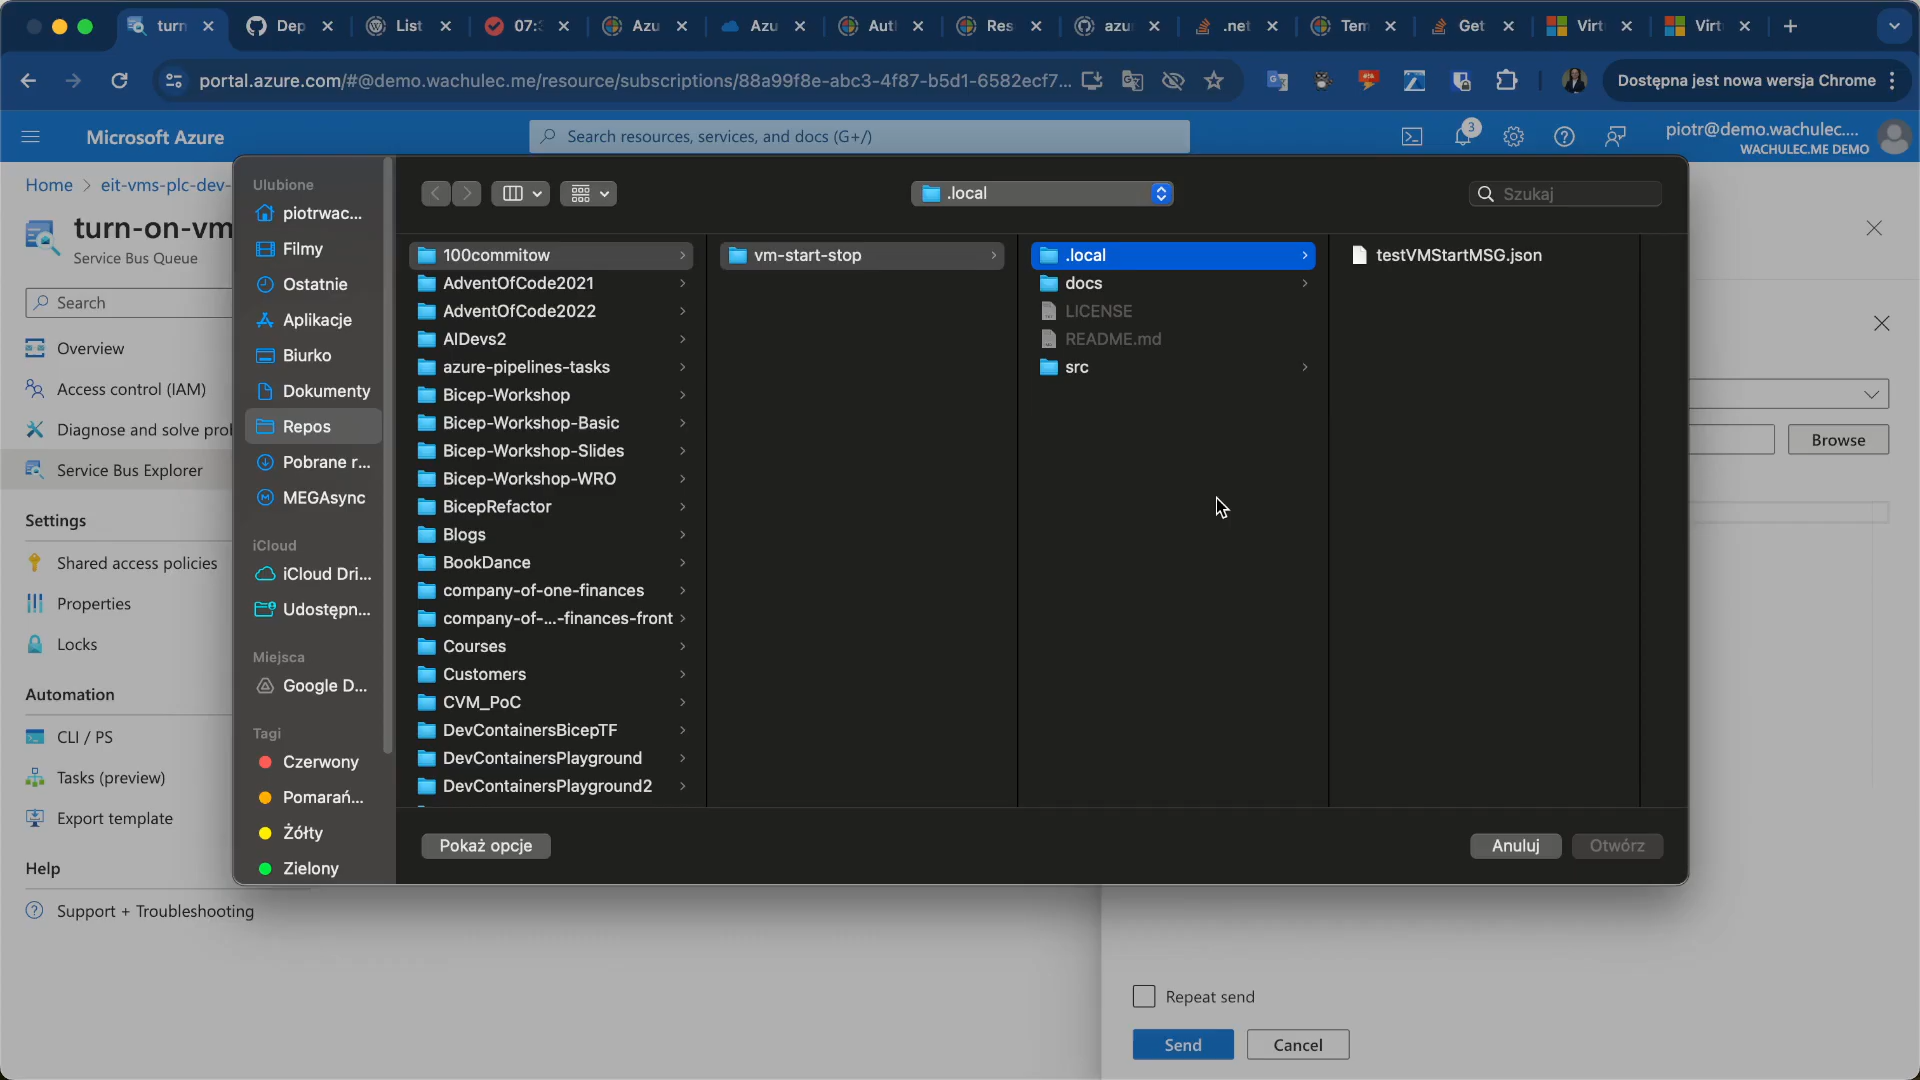 turn
Dep
List
07:
Azu
Azu
Aut
Res
azu
.net
Tem
Get
Virt
Virt
portal.azure.com/#@demo.wachulec.me/resource/subscriptions/88a99f8e-abc3-4f87-b5d1-6582ecf7...
Dostępna jest nowa wersja Chrome
Microsoft Azure
Search resources, services, and docs (G+/)
3
piotr@demo.wachulec....
WACHULEC.ME DEMO
Home > eit-vms-plc-dev-
turn-on-vm
Service Bus Queue
Search
Overview
Access control (IAM)
Diagnose and solve prob
Service Bus Explorer
Settings
Shared access policies
Properties
Locks
Automation
CLI / PS
Tasks (preview)
Export template
Help
Support + Troubleshooting
Ulubione
piotrwac...
Filmy
Ostatnie
Aplikacje
Biurko
Dokumenty
Repos
Pobrane r...
MEGAsync
iCloud
iCloud Dri...
Udostępn...
Miejsca
Google D...
Tagi
Czerwony
Pomarań...
Żółty
Zielony
.local
Szukaj
100commitow
AdventOfCode2021
AdventOfCode2022
AIDevs2
azure-pipelines-tasks
Bicep-Workshop
Bicep-Workshop-Basic
Bicep-Workshop-Slides
Bicep-Workshop-WRO
BicepRefactor
Blogs
BookDance
company-of-one-finances
company-of-...-finances-front
Courses
Customers
CVM_PoC
DevContainersBicepTF
DevContainersPlayground
DevContainersPlayground2
vm-start-stop
.local
docs
LICENSE
README.md
src
testVMStartMSG.json
Pokaż opcje
Anuluj
Otwórz
Browse
Repeat send
Send
Cancel